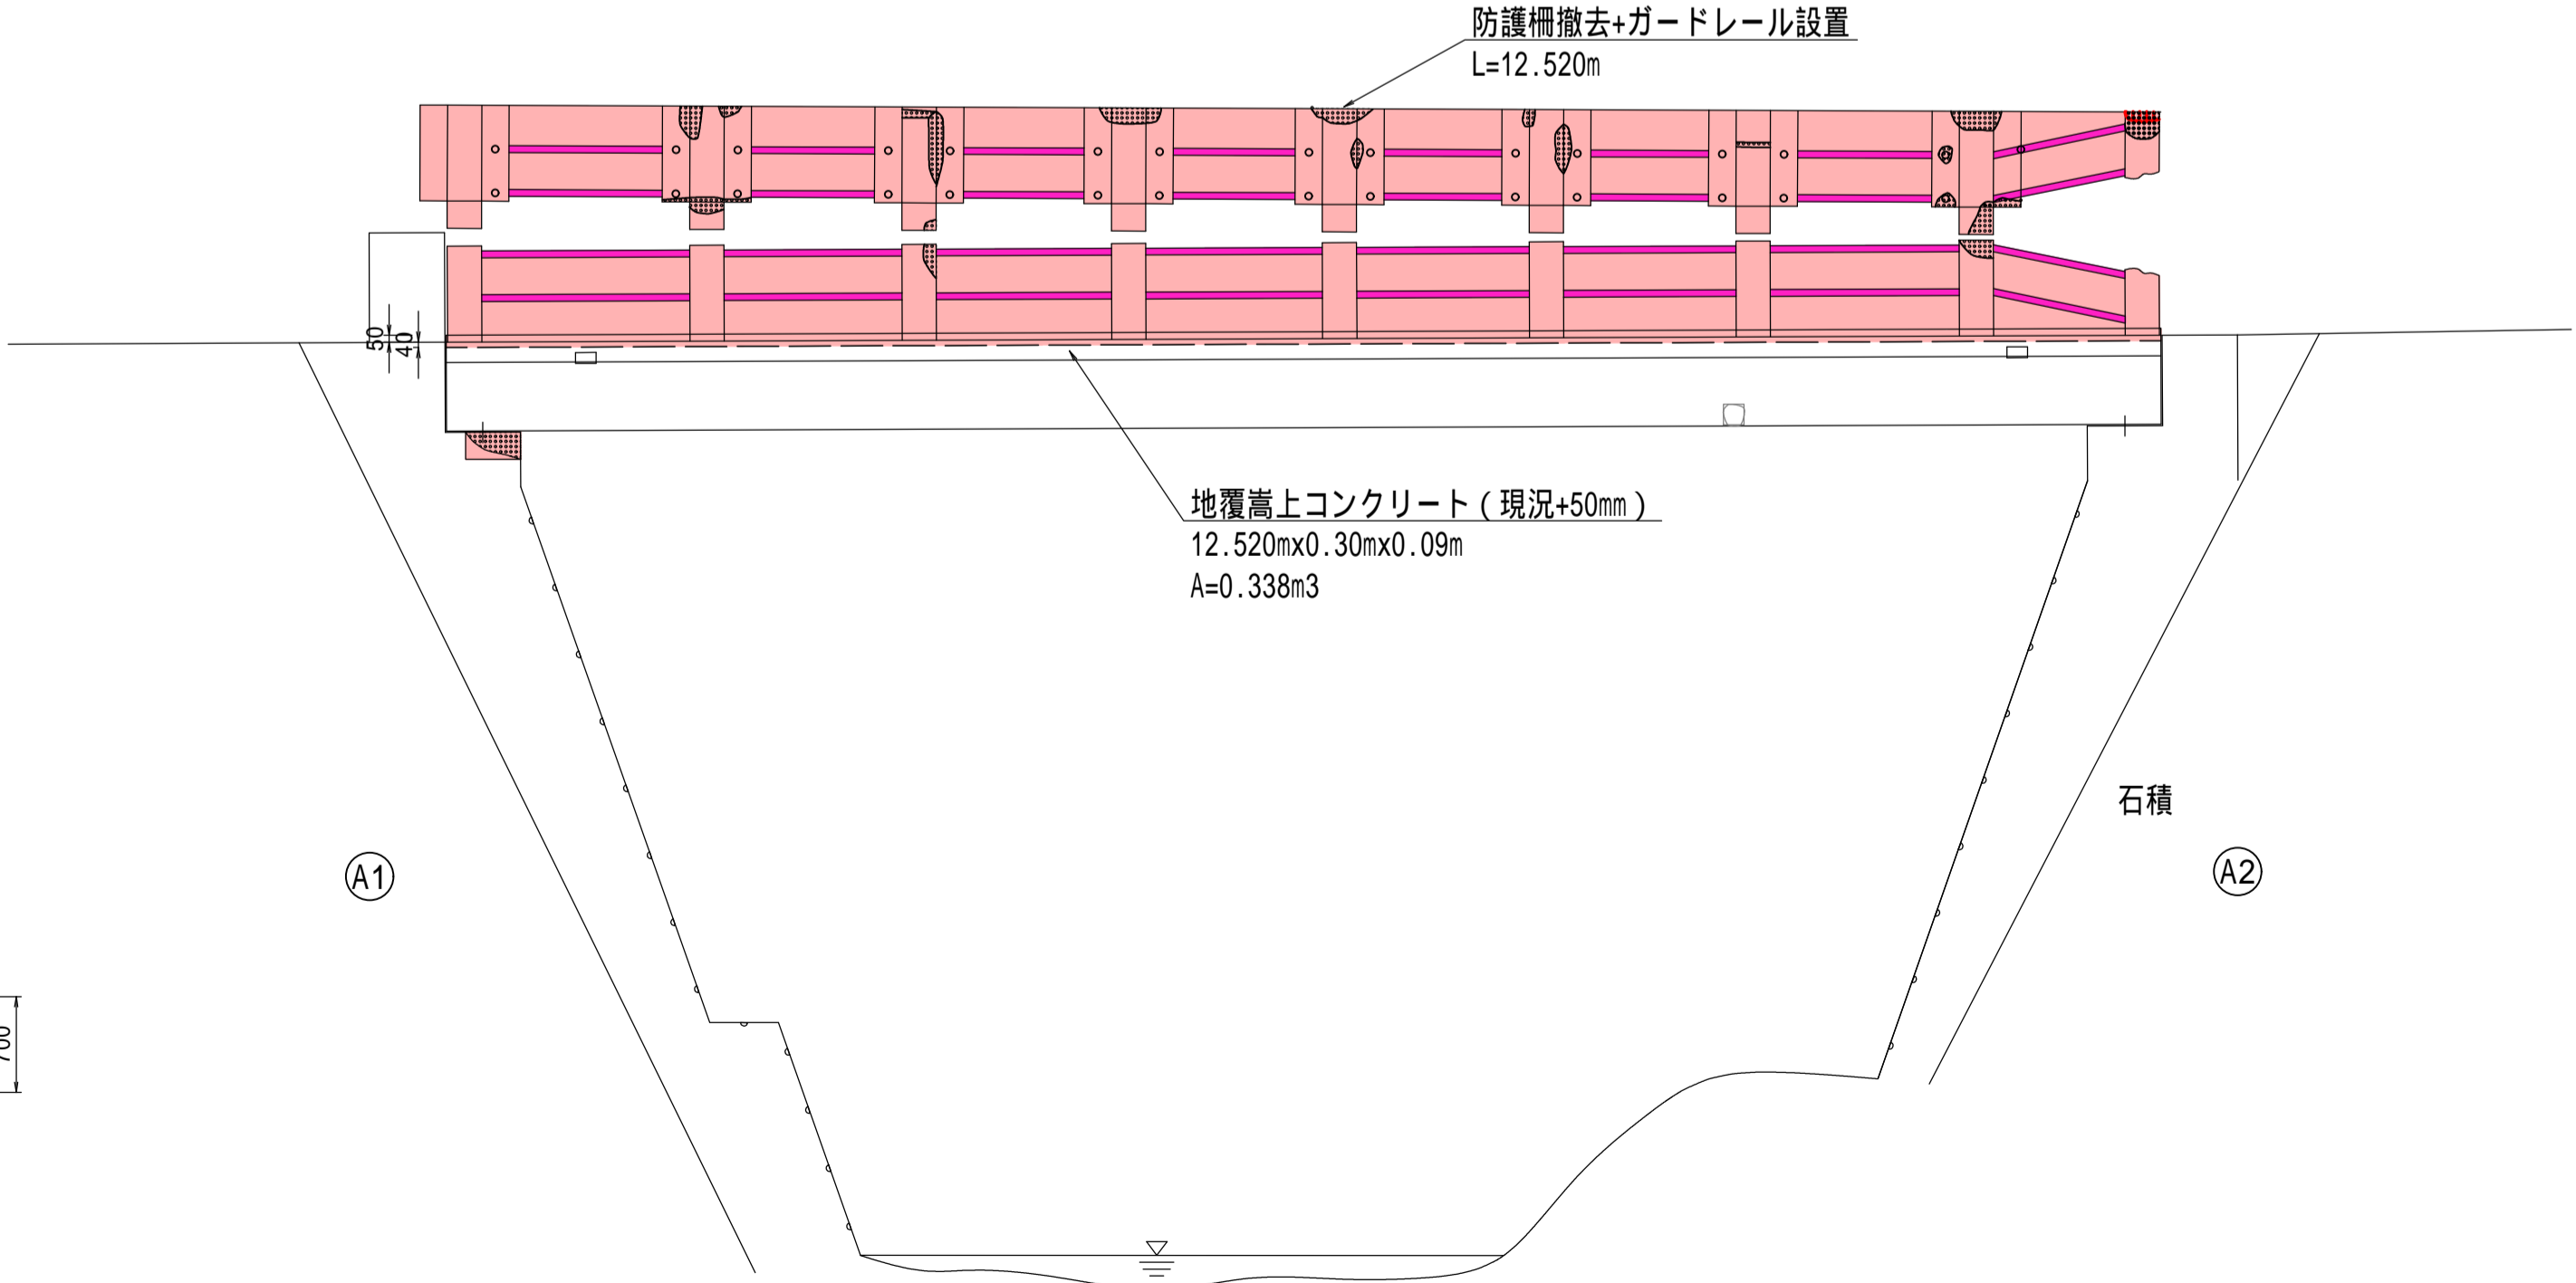 防護柵撤去+ガードレール設置
L=12.520m
50
40
地覆嵩上コンクリート(現況+50mm)
12.520mx0.30mx0.09m
A=0.338m3
石積
A1
A2
700